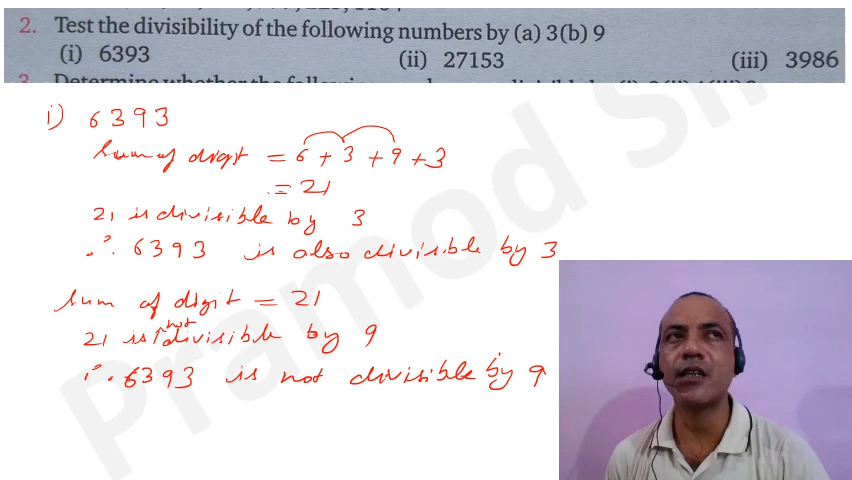 2. Test the divisibility of the following numbers by (a) 3(b) 9
(i) 6393 (ii) 27153 (iii) 3986
i) 6393
Sum of digit = 6 + 3 + 9 + 3
= 21
21 is divisible by 3
∴ 6393 is also divisible by 3
Sum of digit = 21
21 is not divisible by 9
∴ 6393 is not divisible by 9
Pramod Sir